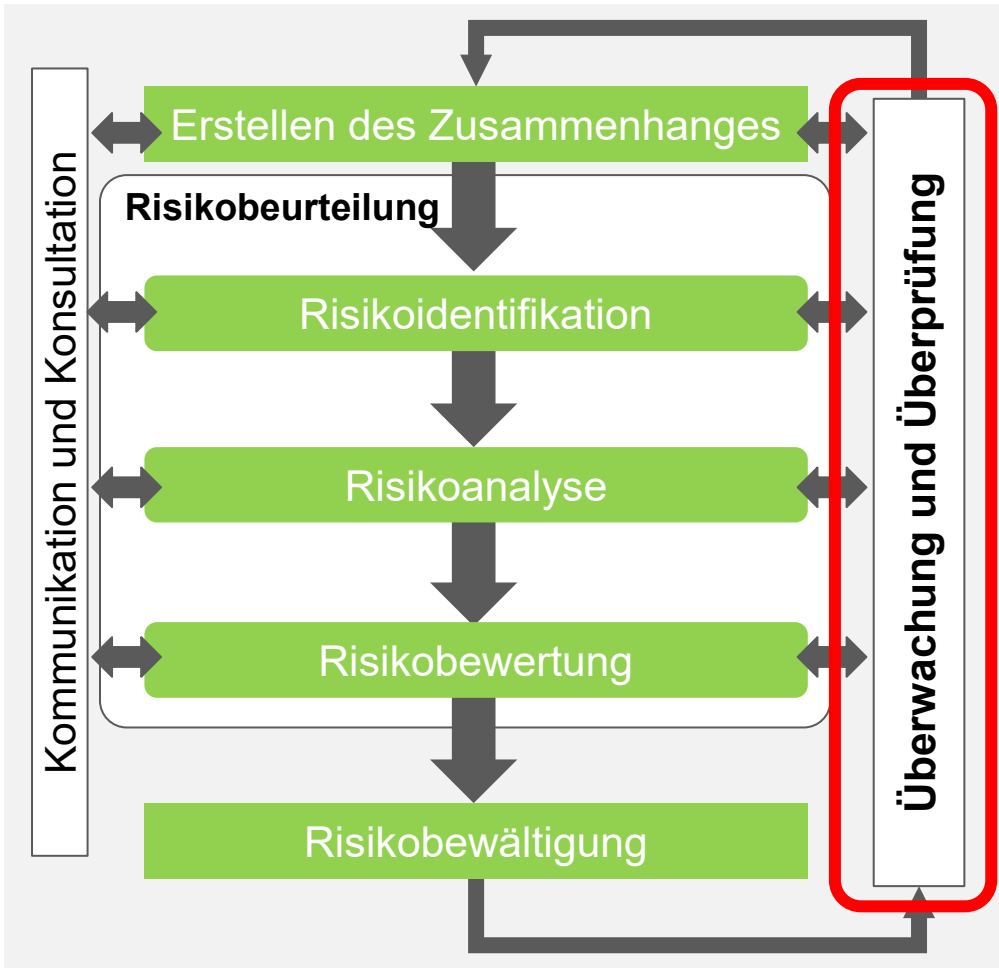 Erstellen des Zusammenhanges
Risikobeurteilung
Risikoidentifikation
Risikoanalyse
Risikobewertung
Risikobewältigung
Kommunikation und Konsultation
Überwachung und Überprüfung